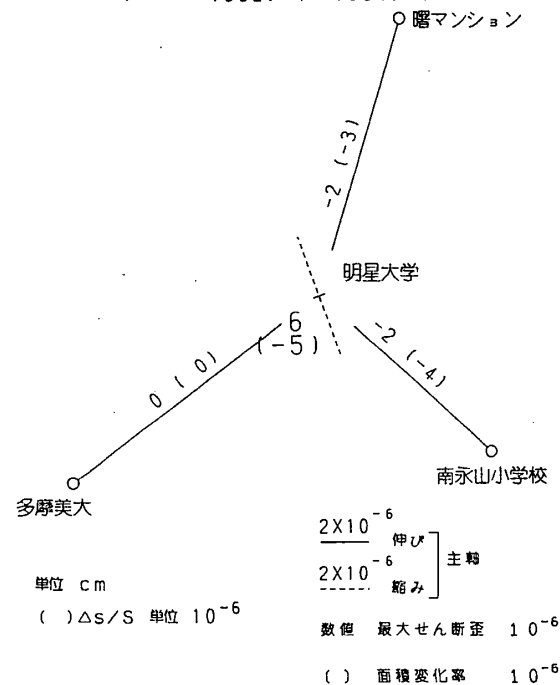 曙マンション
-2 (-3)
明星大学
6
(-5)
0 ( 0)
-2 (-4)
多摩美大
南永山小学校
単位 cm
( )△s/S 単位 10-6
2X10-6 伸び
2X10-6 縮み
主軸
数値 最大せん断歪 10-6
( ) 面積変化率 10-6